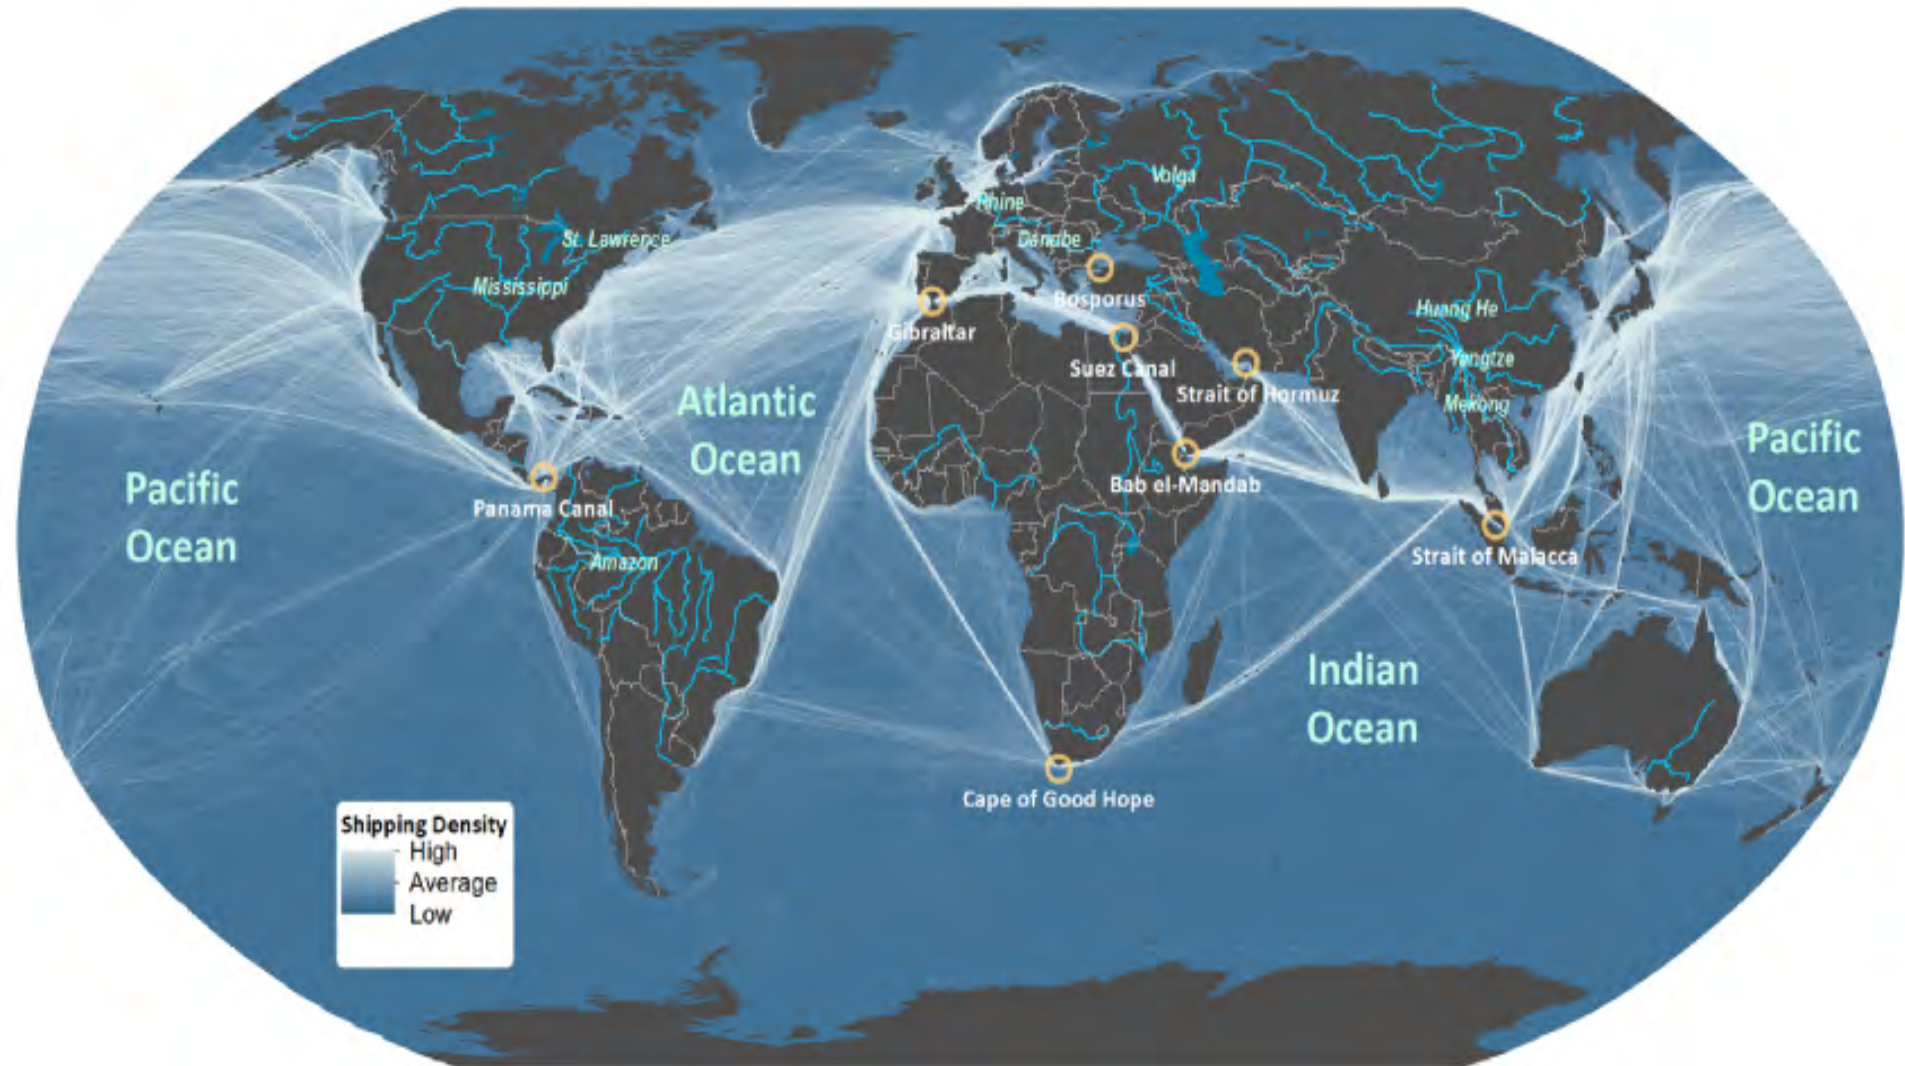 Volga
Rhine
St. Lawrence
Danube
Mississippi
Bosporus
Huang He
Gibraltar
Suez Canal
Yangtze
Strait of Hormuz
Mekong
Atlantic
Ocean
Pacific
Ocean
Pacific
Ocean
Bab el-Mandab
Panama Canal
Strait of Malacca
Amazon
Indian
Ocean
Cape of Good Hope
Shipping Density
High
Average
Low